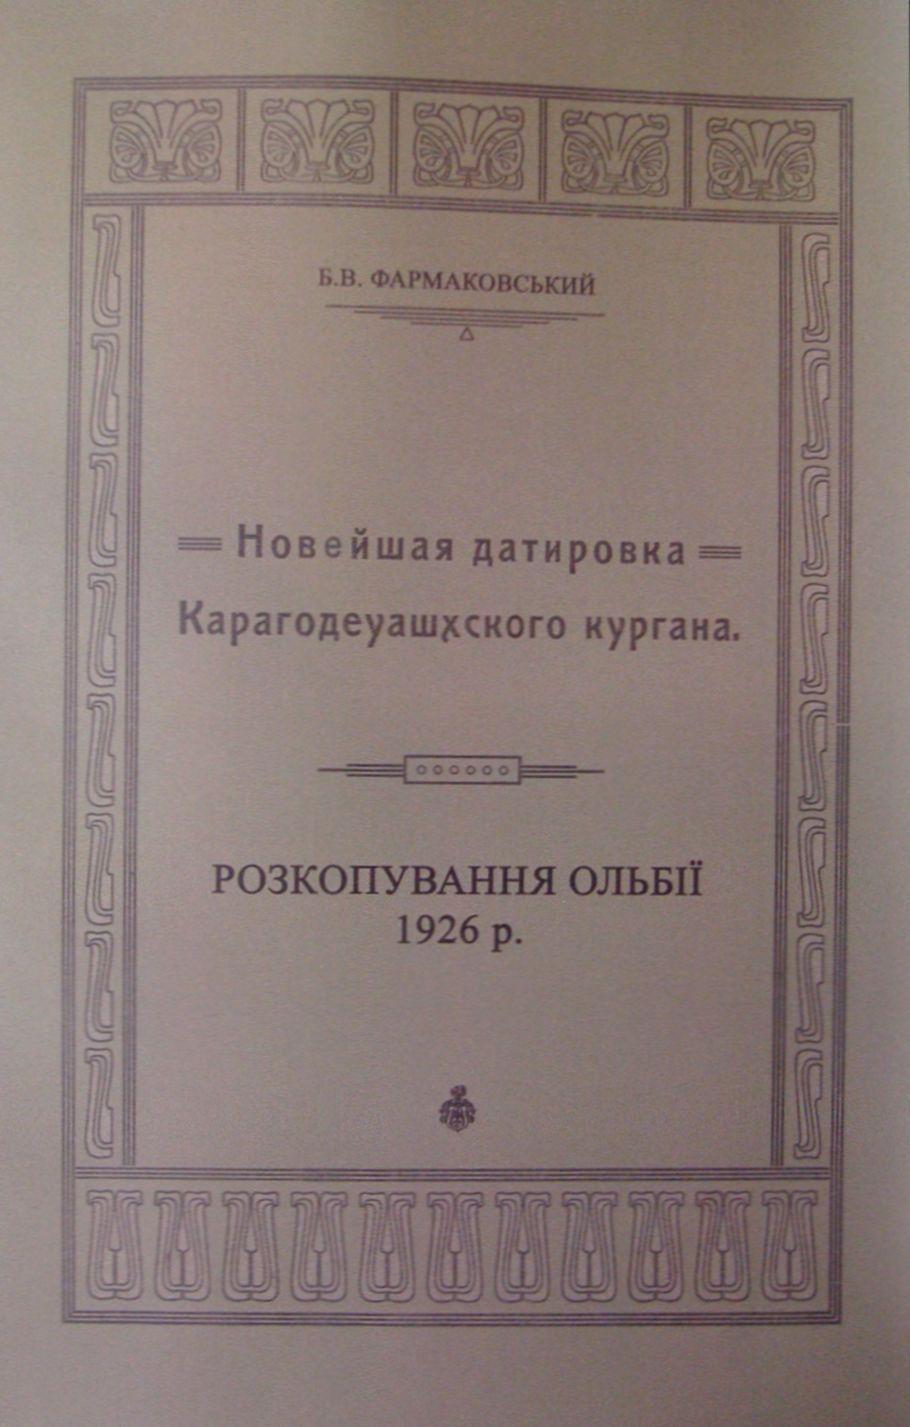 Б.В. ФАРМАКОВСЬКИЙ
Новейшая датировка
Карагодеуашхского кургана.
РОЗКОПУВАННЯ ОЛЬБІЇ
1926 р.